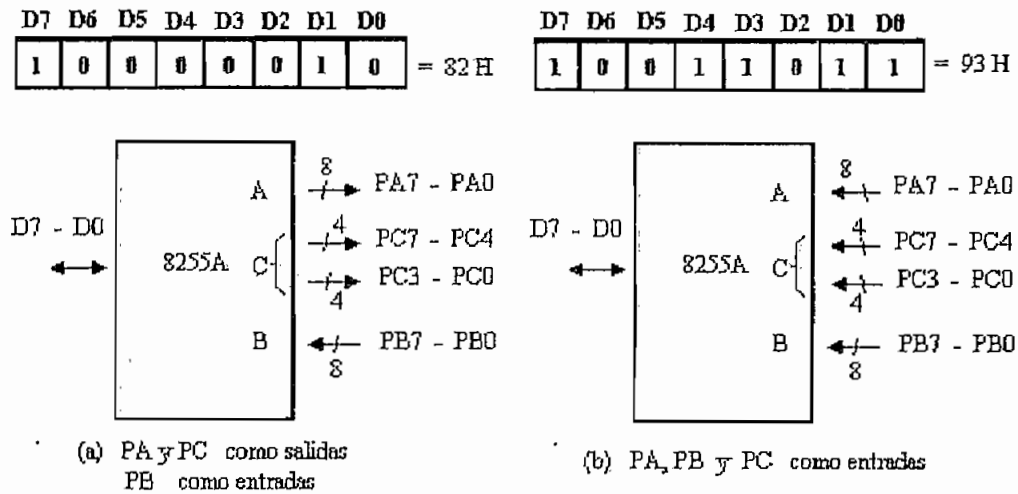 D7 D6 D5 D4 D3 D2 D1 D0
1 0 0 0 0 0 1 0 = 82 H
8
A PA7 - PA0
D7 - D0
4
PC7 - PC4
8255A C
PC3 - PC0
4
B PB7 - PB0
8
(a) PA y PC como salidas
PB como entradas
D7 D6 D5 D4 D3 D2 D1 D0
1 0 0 1 1 0 1 1 = 93 H
8
A PA7 - PA0
D7 - D0
4
PC7 - PC4
8255A C
PC3 - PC0
4
B PB7 - PB0
8
(b) PA, PB y PC como entradas